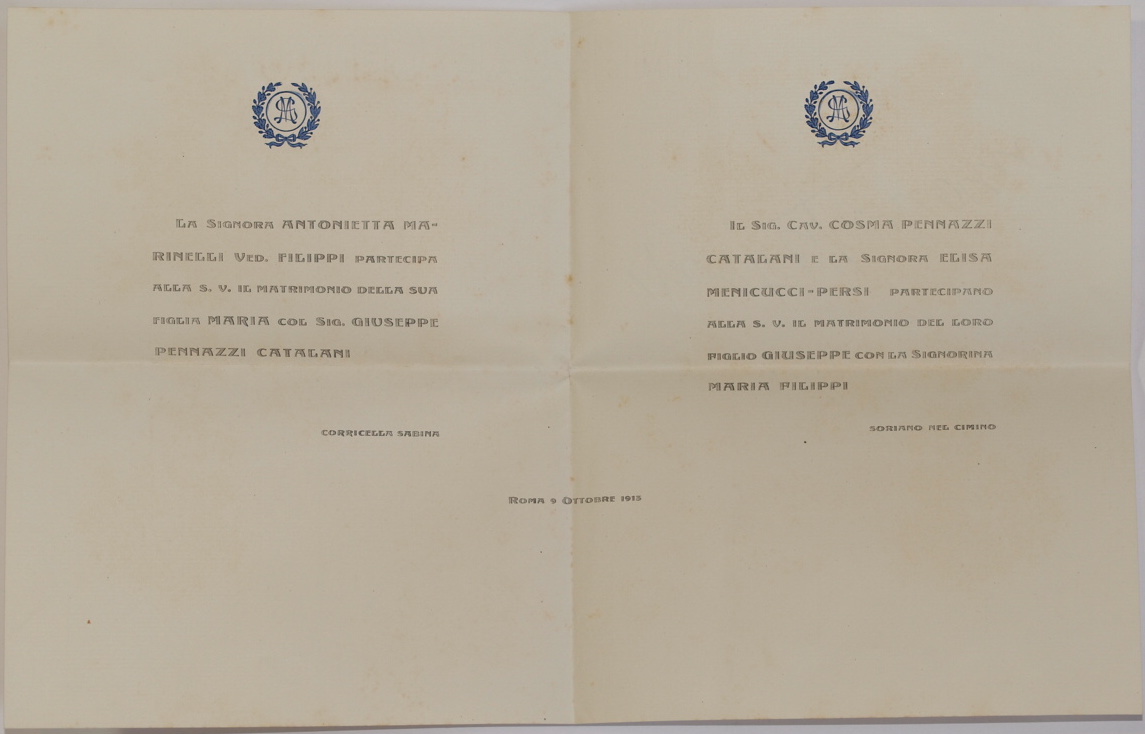 La Signora ANTONIETTA MA-
RINELLI Ved. FILIPPI PARTECIPA
ALLA S. V. IL MATRIMONIO DELLA SUA
FIGLIA MARIA COL Sig. GIUSEPPE
PENNAZZI CATALANI
CORRICELLA SABINA
Il Sig. Cav. COSMA PENNAZZI
CATALANI E LA Signora ELISA
MENICUCCI-PERSI PARTECIPANO
ALLA S. V. IL MATRIMONIO DEL LORO
FIGLIO GIUSEPPE CON LA Signorina
MARIA FILIPPI
SORIANO NEL CIMINO
Roma 9 Ottobre 1915